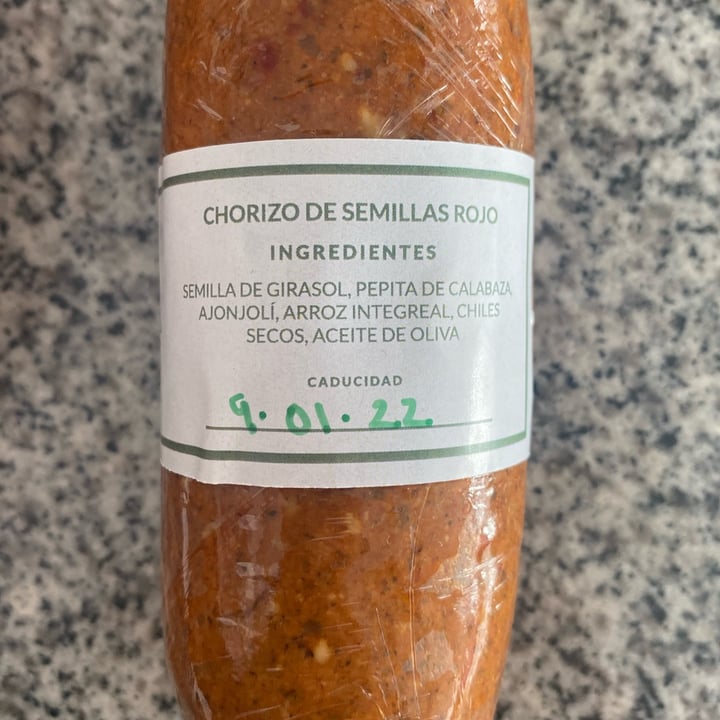 CHORIZO DE SEMILLAS ROJO
INGREDIENTES
SEMILLA DE GIRASOL, PEPITA DE CALABAZA,
AJONJOLÍ, ARROZ INTEGREAL, CHILES
SECOS, ACEITE DE OLIVA
CADUCIDAD
9.01.22